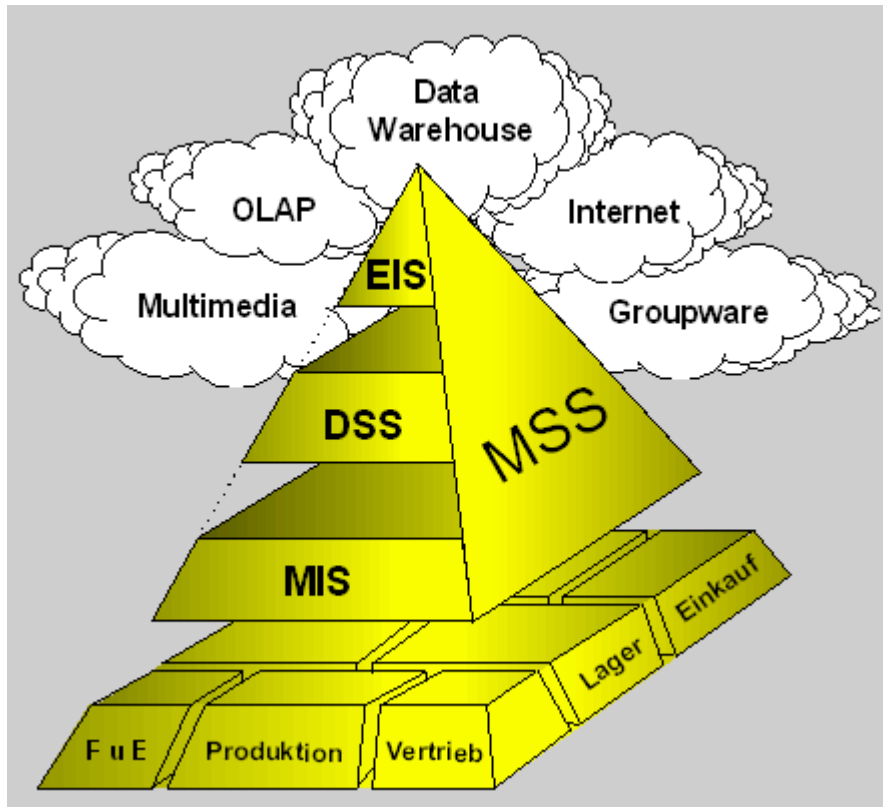 Data
Warehouse
OLAP
Internet
Multimedia
Groupware
EIS
DSS
MSS
MIS
Einkauf
Lager
F u E
Produktion
Vertrieb